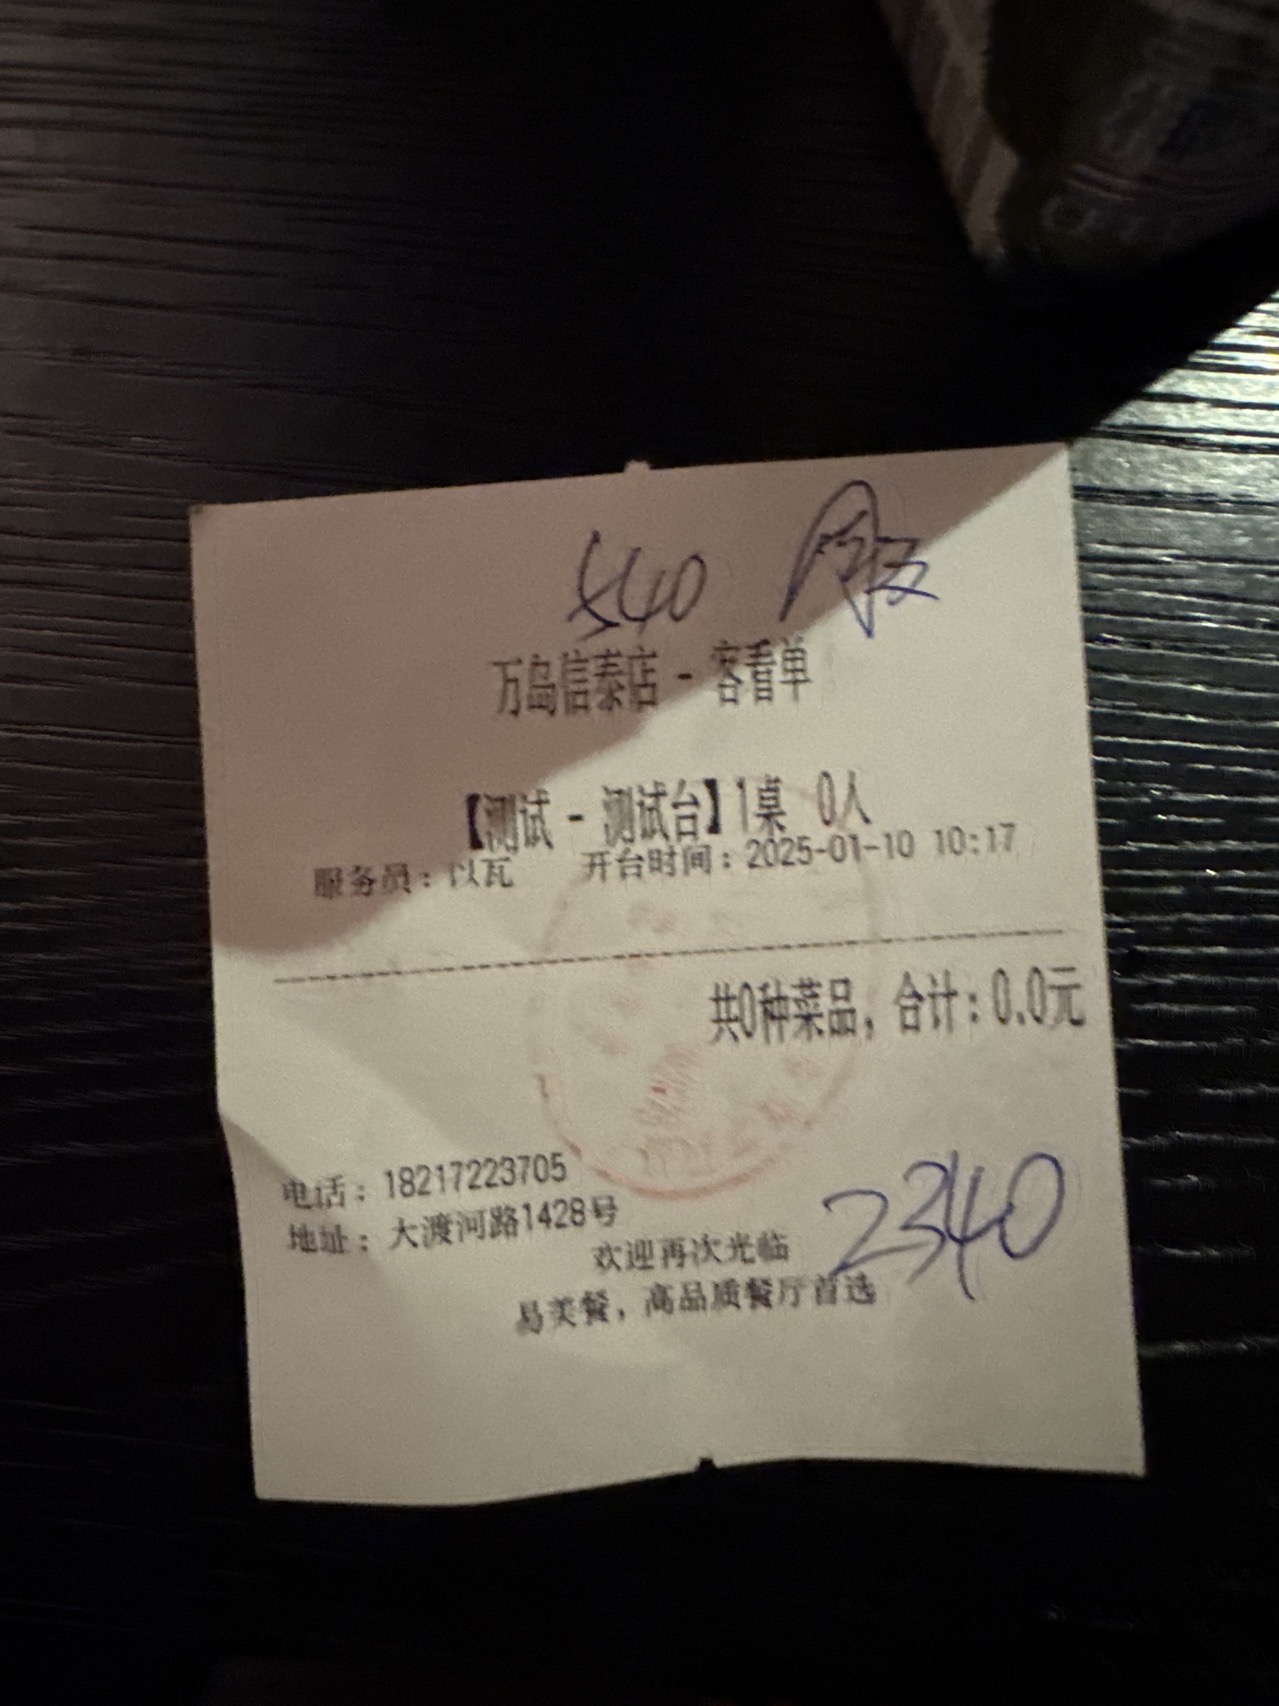 540 服
万岛信泰店 - 客看单
【测试 - 测试台】1桌 0人
服务员：以瓦 开台时间：2025-01-10 10:17
共0种菜品，合计：0.0元
电话：18217223705
地址：大渡河路1428号
2340
欢迎再次光临
易美餐，高品质餐厅首选